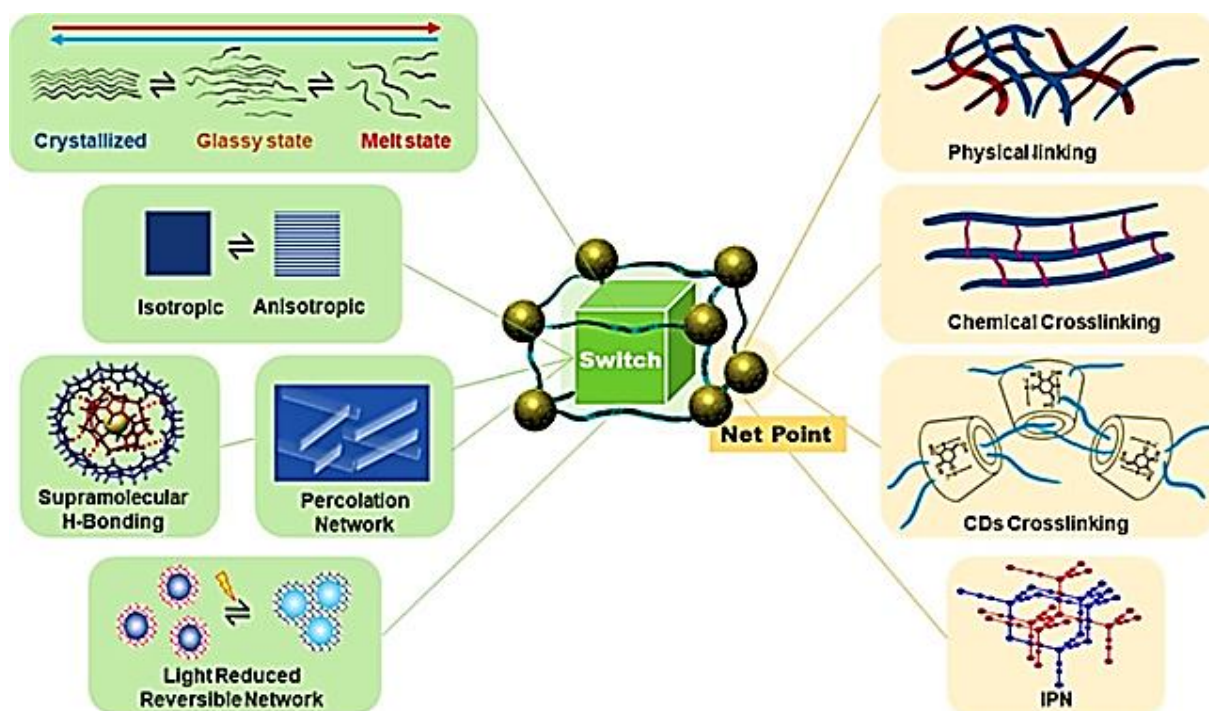 Crystallized
Glassy state
Melt state
Isotropic
Anisotropic
Supramolecular
H-Bonding
Percolation
Network
Light Reduced
Reversible Network
Switch
Net Point
Physical-linking
Chemical Crosslinking
CDs Crosslinking
IPN